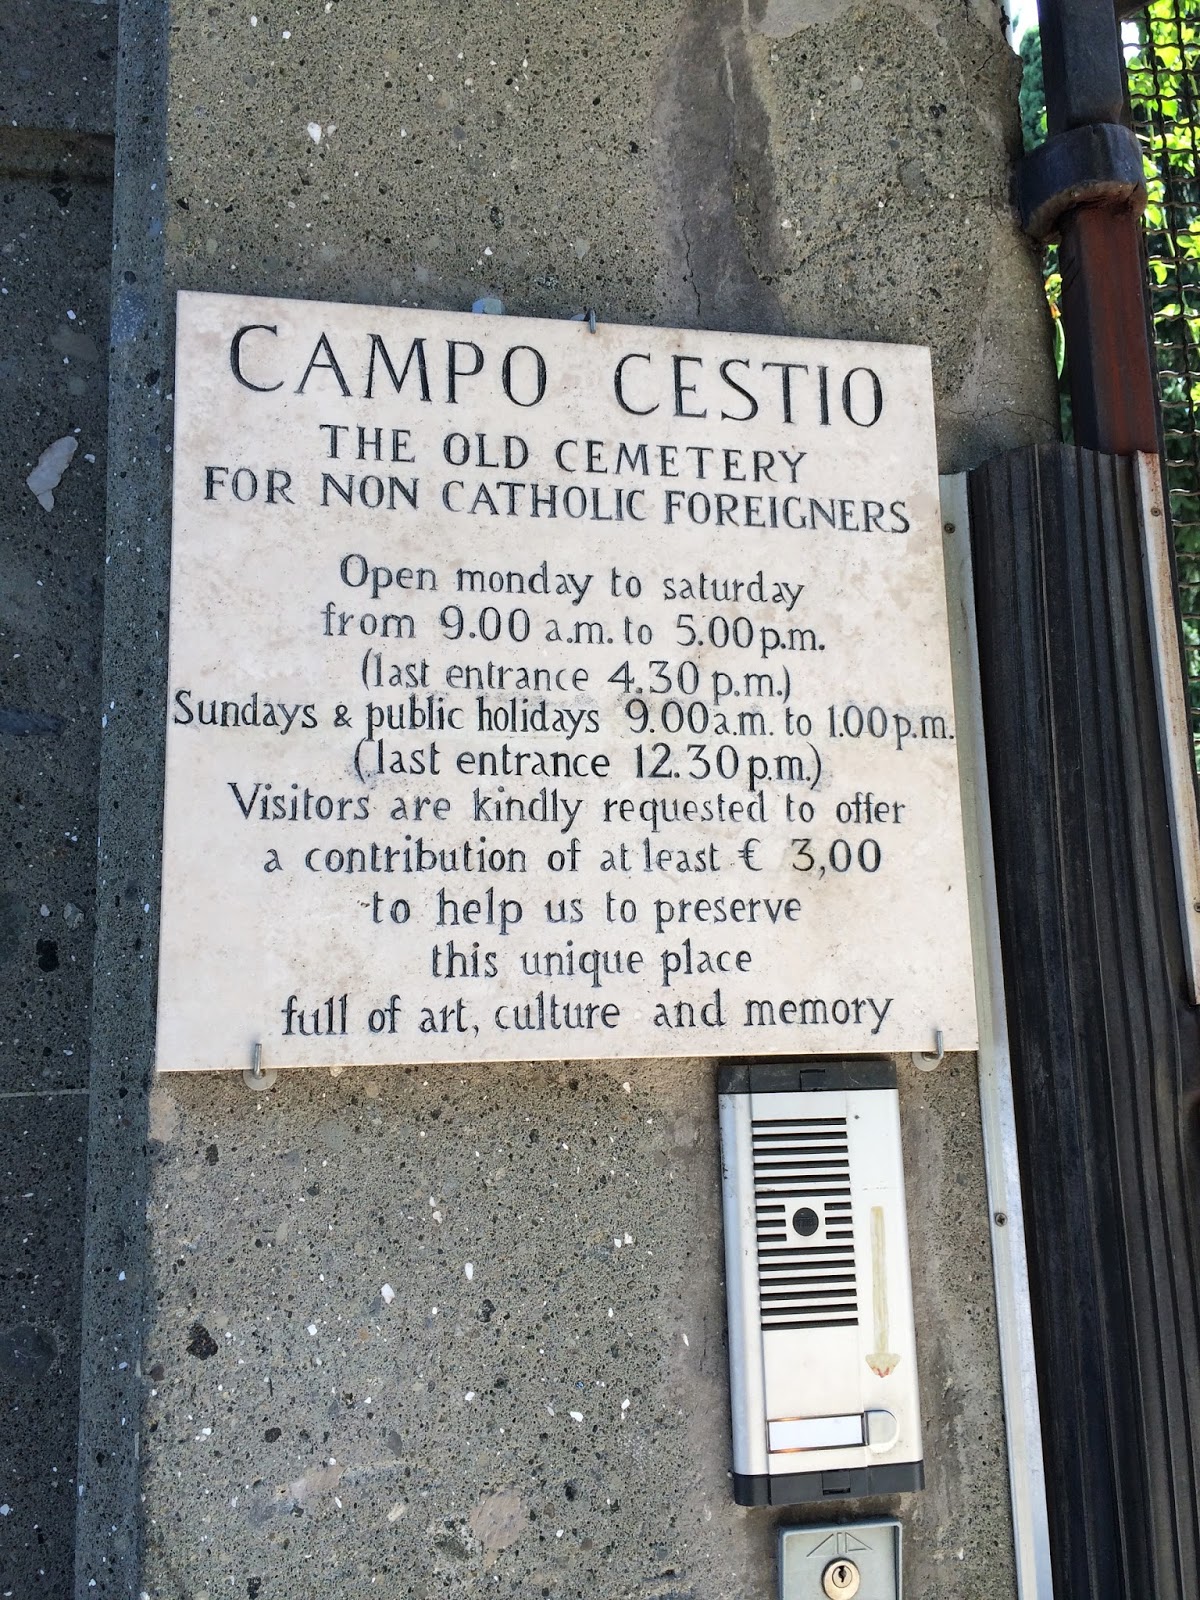 CAMPO CESTIO
THE OLD CEMETERY
FOR NON CATHOLIC FOREIGNERS
Open monday to saturday
from 9.00 a.m. to 5.00 p.m.
(last entrance 4.30 p.m.)
Sundays & public holidays 9.00 a.m. to 1.00 p.m.
(last entrance 12.30 p.m.)
Visitors are kindly requested to offer
a contribution of at least € 3,00
to help us to preserve
this unique place
full of art, culture and memory